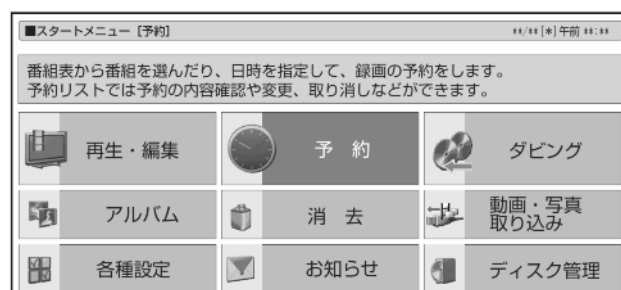 ■スタートメニュー【予約】
**/**[*]午前**:**
番組表から番組を選んだり、日時を指定して、録画の予約をします。
予約リストでは予約の内容確認や変更、取り消しなどができます。
再生・編集
予 約
ダビング
アルバム
消 去
動画・写真
取り込み
各種設定
お知らせ
ディスク管理